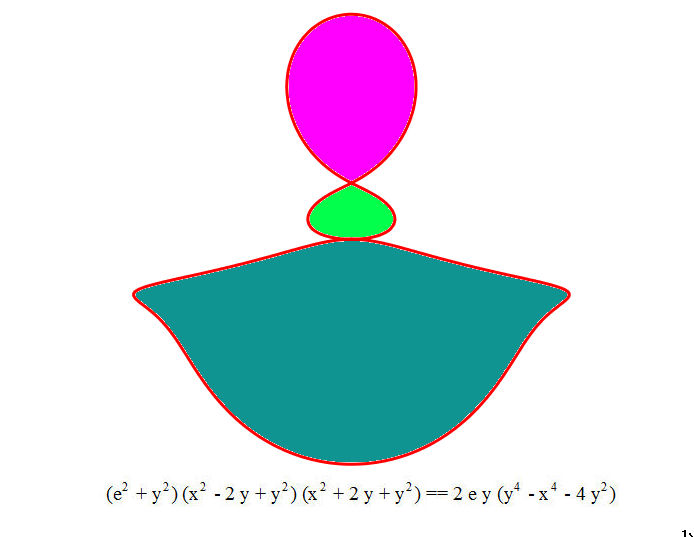 (e² + y²) (x² - 2 y + y²) (x² + 2 y + y²) == 2 e y (y⁴ - x⁴ - 4 y²)